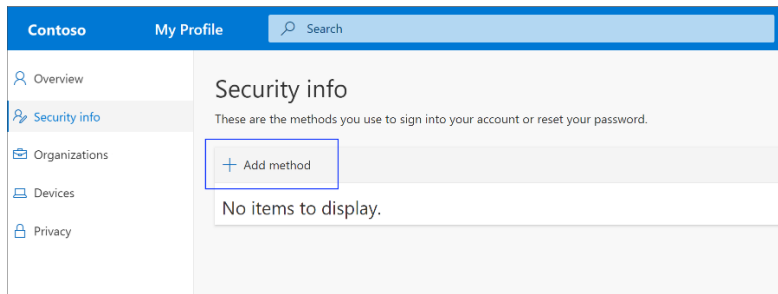 Contoso My Profile Search
Overview
Security info
Organizations
Devices
Privacy
Security info
These are the methods you use to sign into your account or reset your password.
Add method
No items to display.